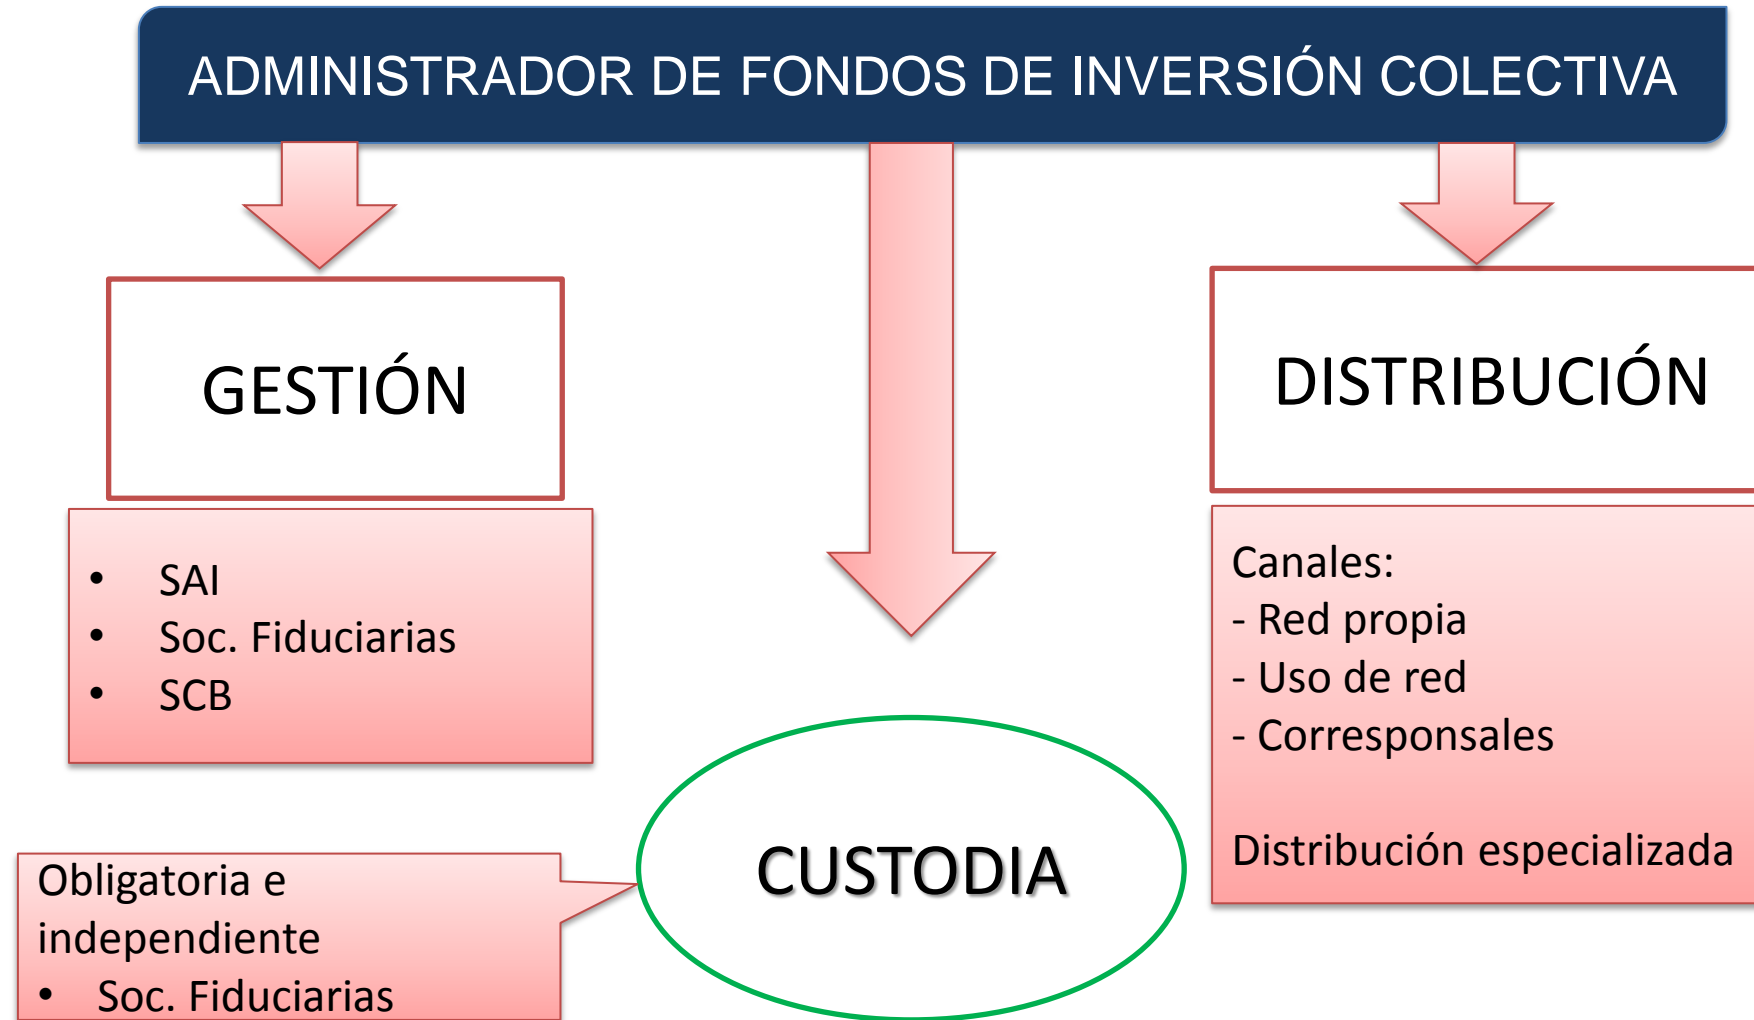 ADMINISTRADOR DE FONDOS DE INVERSIÓN COLECTIVA
GESTIÓN
• SAI
• Soc. Fiduciarias
• SCB
DISTRIBUCIÓN
Canales:
- Red propia
- Uso de red
- Corresponsales
Distribución especializada
CUSTODIA
Obligatoria e
independiente
• Soc. Fiduciarias